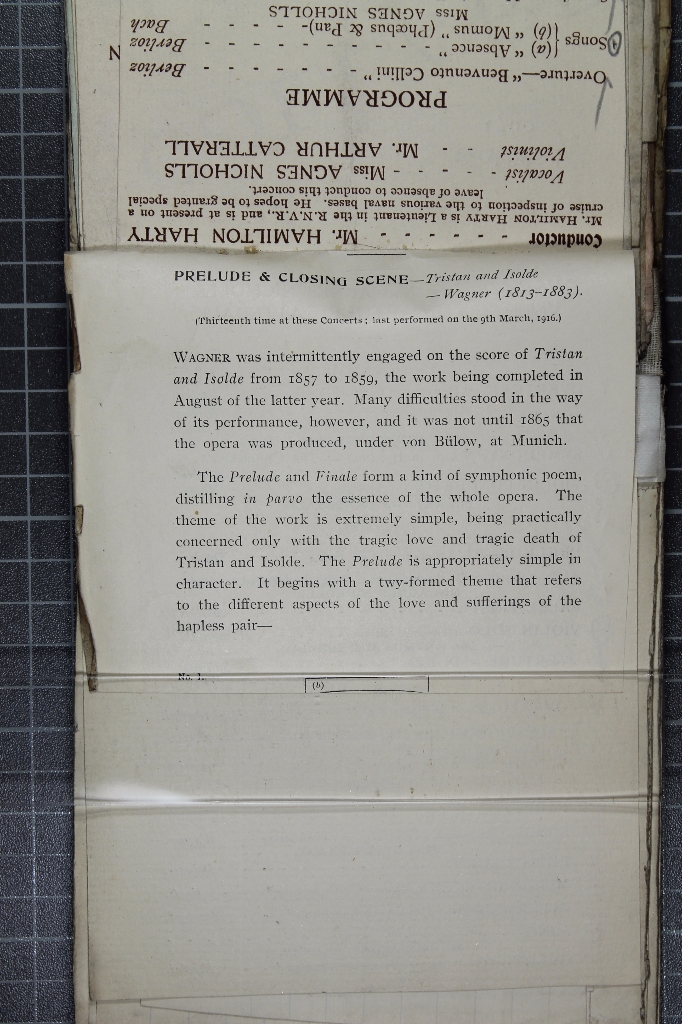 Conductor - - - - - - Mr. HAMILTON HARTY
Mr. HAMILTON HARTY is a Lieutenant in the R.N.V.R., and is at present on a
cruise of inspection to the various naval bases. He hopes to be granted special
leave of absence to conduct this concert.
Vocalist - - - - - Miss AGNES NICHOLLS
Violinist - - Mr. ARTHUR CATTERALL
PROGRAMME
Overture—"Benvenuto Cellini" - - - - - - Berlioz
Songs {(a) "Absence" - - - - - - - - Berlioz
(b) "Momus" (Phœbus & Pan)- - - - - Bach
Miss AGNES NICHOLLS
N
PRELUDE & CLOSING SCENE—Tristan and Isolde
—Wagner (1813–1883).
(Thirteenth time at these Concerts; last performed on the 9th March, 1916.)
WAGNER was intermittently engaged on the score of Tristan
and Isolde from 1857 to 1859, the work being completed in
August of the latter year. Many difficulties stood in the way
of its performance, however, and it was not until 1865 that
the opera was produced, under von Bülow, at Munich.
The Prelude and Finale form a kind of symphonic poem,
distilling in parvo the essence of the whole opera. The
theme of the work is extremely simple, being practically
concerned only with the tragic love and tragic death of
Tristan and Isolde. The Prelude is appropriately simple in
character. It begins with a twy-formed theme that refers
to the different aspects of the love and sufferings of the
hapless pair—
No. 1.
(b)